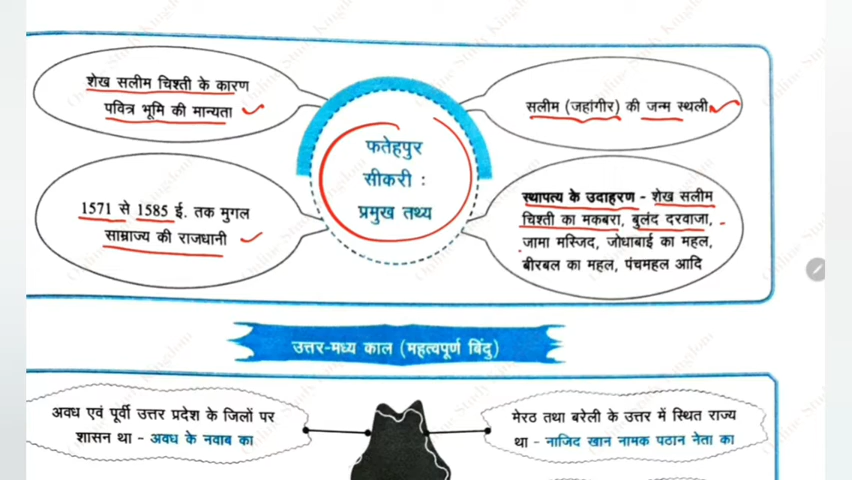 शेख सलीम चिश्ती के कारण
पवित्र भूमि की मान्यता
सलीम (जहांगीर) की जन्म स्थली
फतेहपुर
सीकरी :
प्रमुख तथ्य
1571 से 1585 ई. तक मुगल
साम्राज्य की राजधानी
स्थापत्य के उदाहरण - शेख सलीम
चिश्ती का मकबरा, बुलंद दरवाजा,
जामा मस्जिद, जोधाबाई का महल,
बीरबल का महल, पंचमहल आदि
उत्तर-मध्य काल (महत्वपूर्ण बिंदु)
अवध एवं पूर्वी उत्तर प्रदेश के जिलों पर
शासन था - अवध के नवाब का
मेरठ तथा बरेली के उत्तर में स्थित राज्य
था - नाजिद खान नामक पठान नेता का